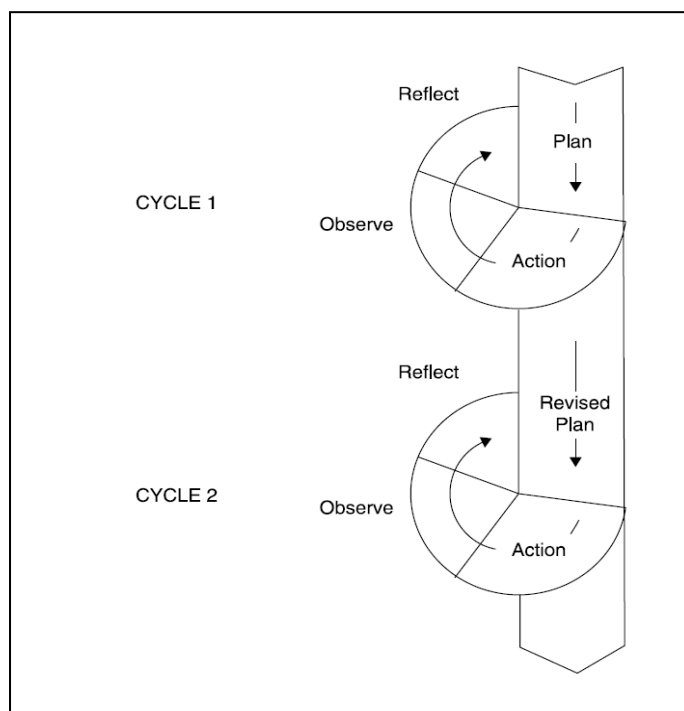 Reflect
Plan
CYCLE 1
Observe
Action
Reflect
Revised
Plan
CYCLE 2
Observe
Action